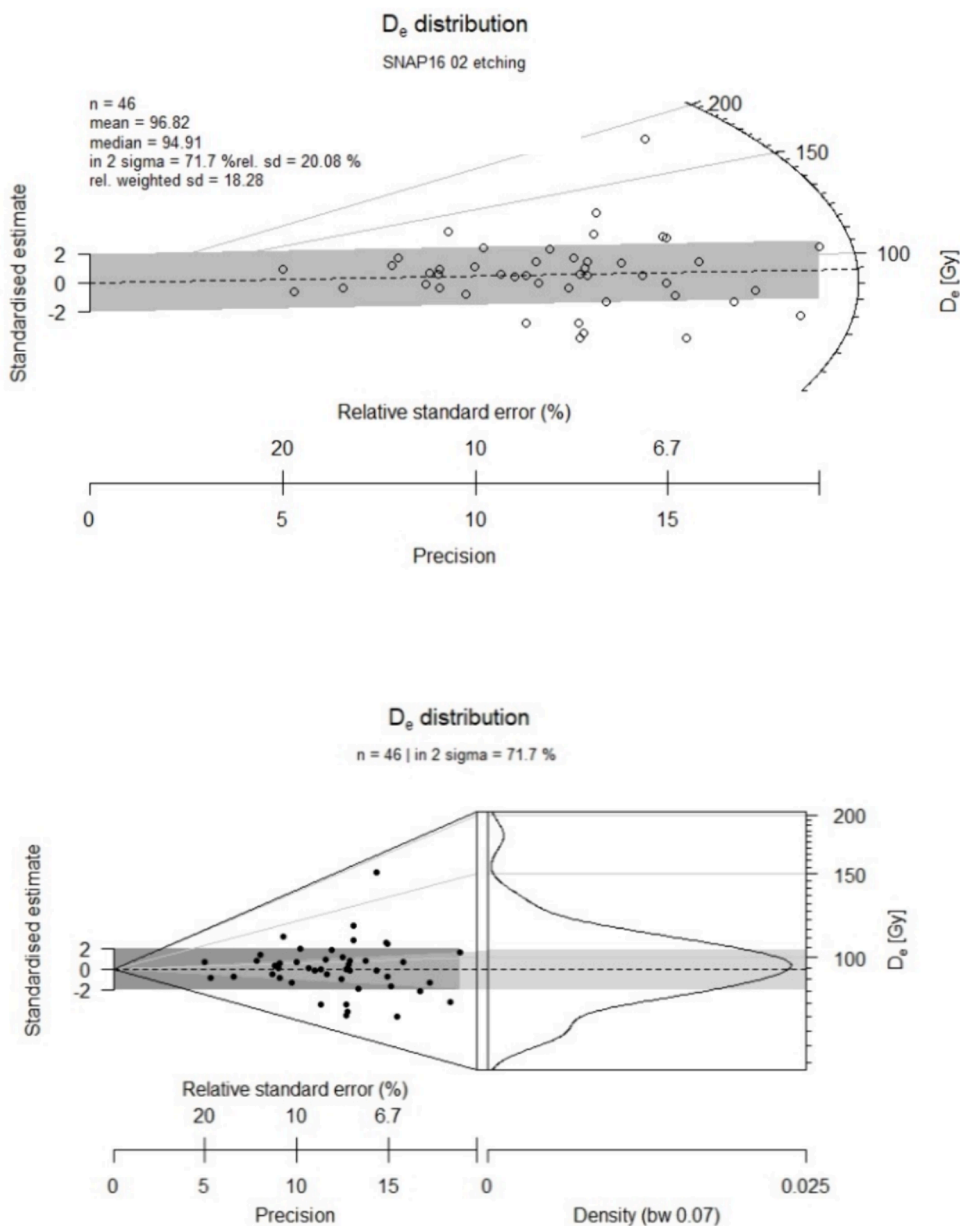 De distribution
SNAP16 02 etching
n = 46
mean = 96.82
median = 94.91
in 2 sigma = 71.7 %rel. sd = 20.08 %
rel. weighted sd = 18.28
200
150
100
Standardised estimate
2
0
-2
De [Gy]
Relative standard error (%)
20 10 6.7
0 5 10 15
Precision
De distribution
n = 46 | in 2 sigma = 71.7 %
200
150
100
Standardised estimate
2
0
-2
De [Gy]
Relative standard error (%)
20 10 6.7
0 5 10 15 0 0.025
Precision Density (bw 0.07)